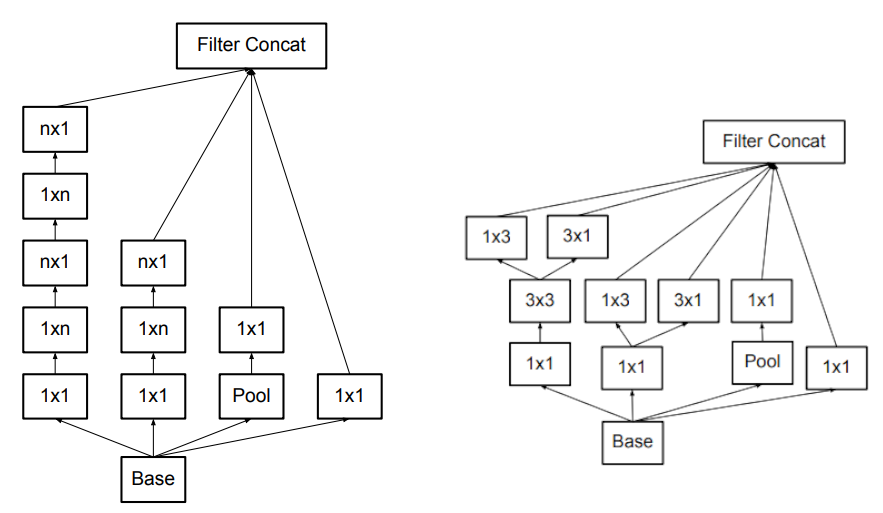 Filter Concat
nx1
1xn
nx1
nx1
1xn
1xn
1x1
1x1
1x1
Pool
1x1
Base
Filter Concat
1x3
3x1
3x3
1x3
3x1
1x1
1x1
1x1
Pool
1x1
Base